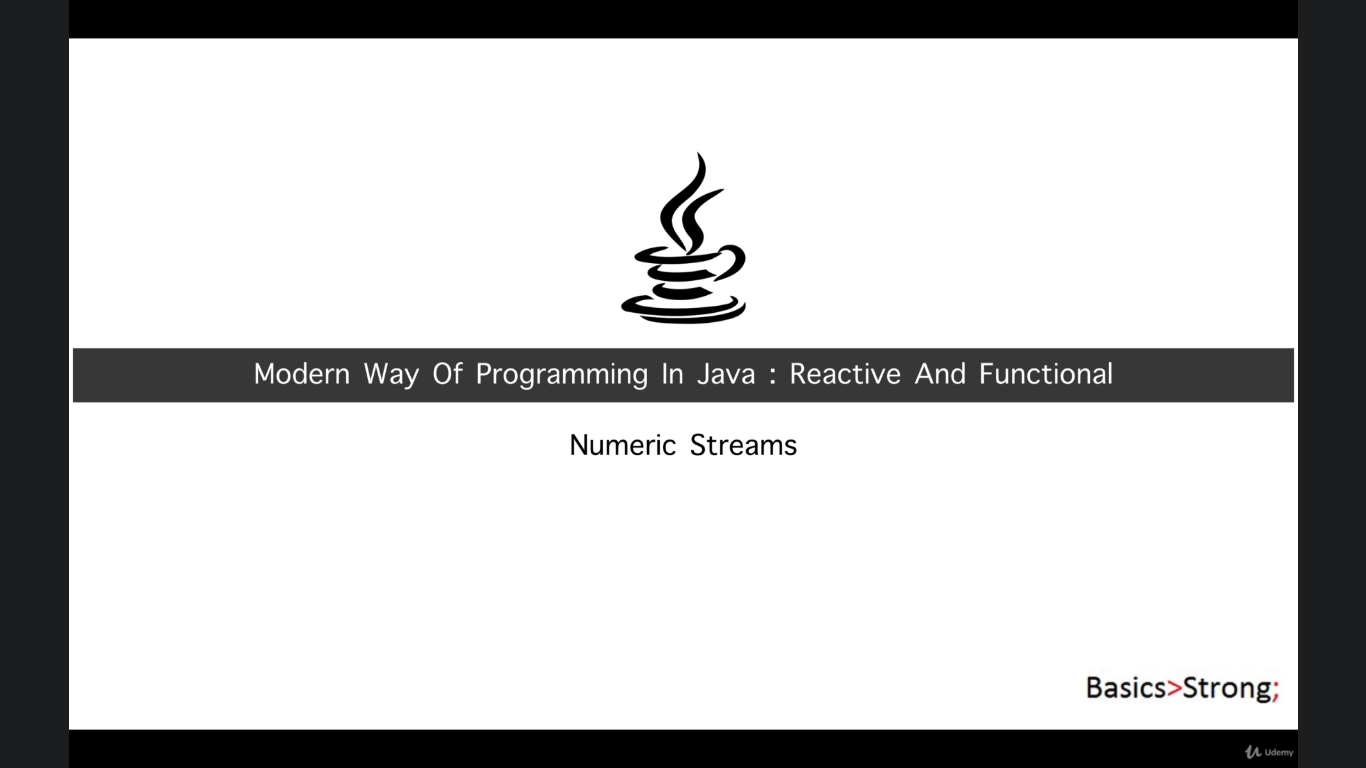 Modern Way Of Programming In Java : Reactive And Functional
Numeric Streams
Basics>Strong;
Udemy